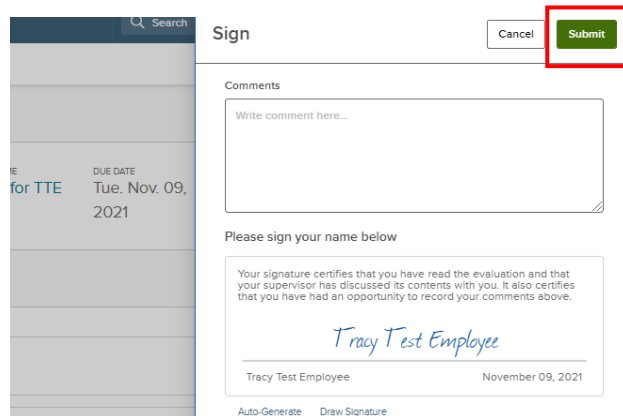 Search
Sign
Cancel
Submit
Comments
Write comment here...
DUE DATE
for TTE
Tue. Nov. 09,
2021
Please sign your name below
Your signature certifies that you have read the evaluation and that
your supervisor has discussed its contents with you. It also certifies
that you have had an opportunity to record your comments above.
Tracy Test Employee
Tracy Test Employee
November 09, 2021
Auto-Generate
Draw Signature